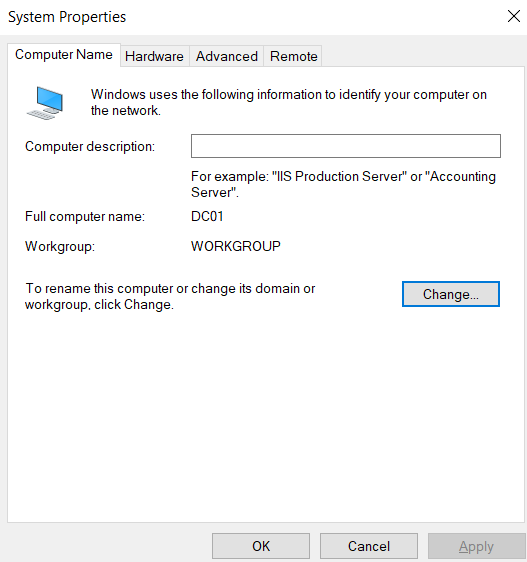 System Properties
Computer Name Hardware Advanced Remote
Windows uses the following information to identify your computer on
the network.
Computer description:
For example: "IIS Production Server" or "Accounting
Server".
Full computer name: DC01
Workgroup: WORKGROUP
To rename this computer or change its domain or
workgroup, click Change.
Change...
OK Cancel Apply